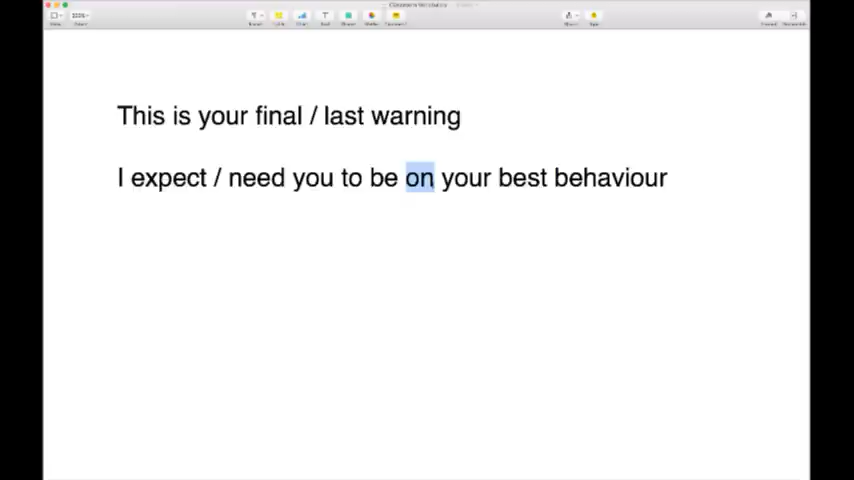 This is your final / last warning
I expect / need you to be on your best behaviour